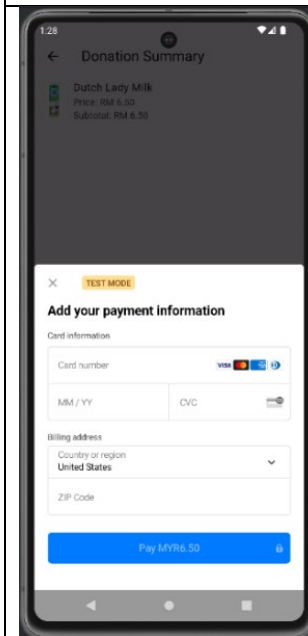 1:28
Donation Summary
Dutch Lady Milk
Price: RM 6.50
Subtotal: RM 6.50
TEST MODE
Add your payment information
Card information
Card number
VISA
MM / YY
CVC
Billing address
Country or region
United States
ZIP Code
Pay MYR6.50